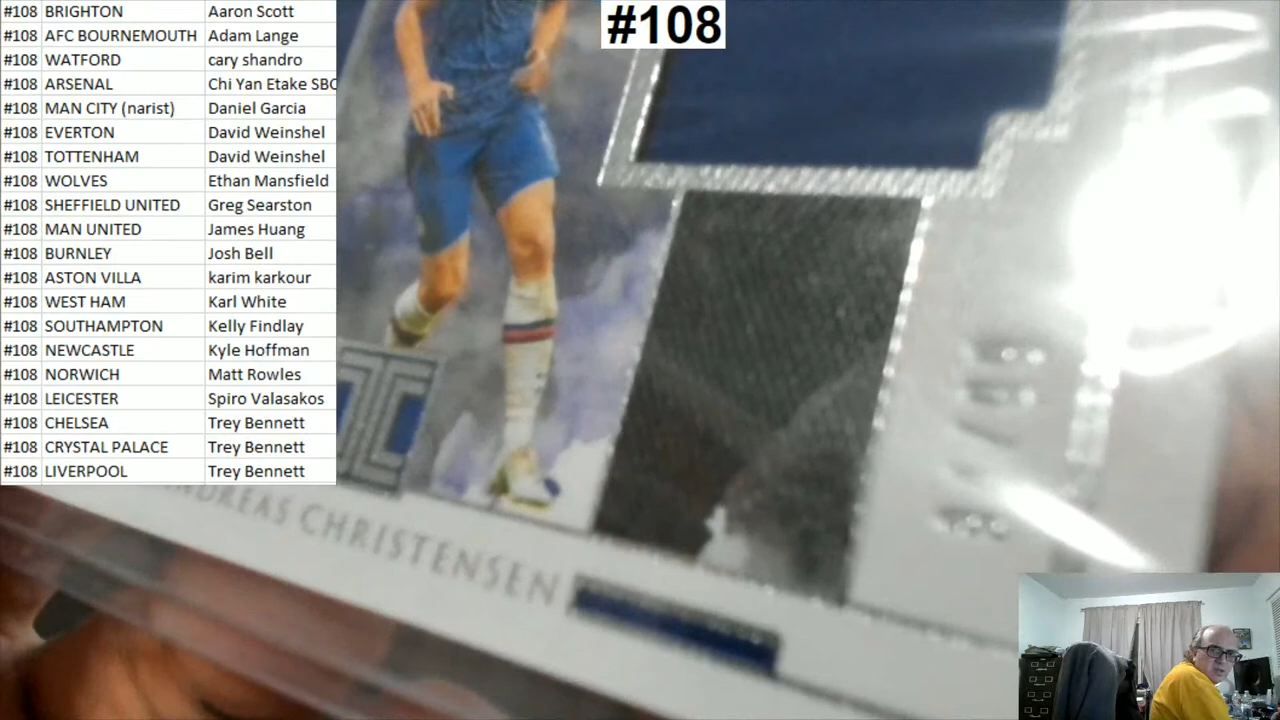 #108
#108 BRIGHTON Aaron Scott
#108 AFC BOURNEMOUTH Adam Lange
#108 WATFORD cary shandro
#108 ARSENAL Chi Yan Etake SBC
#108 MAN CITY (narist) Daniel Garcia
#108 EVERTON David Weinshel
#108 TOTTENHAM David Weinshel
#108 WOLVES Ethan Mansfield
#108 SHEFFIELD UNITED Greg Searston
#108 MAN UNITED James Huang
#108 BURNLEY Josh Bell
#108 ASTON VILLA karim karkour
#108 WEST HAM Karl White
#108 SOUTHAMPTON Kelly Findlay
#108 NEWCASTLE Kyle Hoffman
#108 NORWICH Matt Rowles
#108 LEICESTER Spiro Valasakos
#108 CHELSEA Trey Bennett
#108 CRYSTAL PALACE Trey Bennett
#108 LIVERPOOL Trey Bennett
ANDREAS CHRISTENSEN